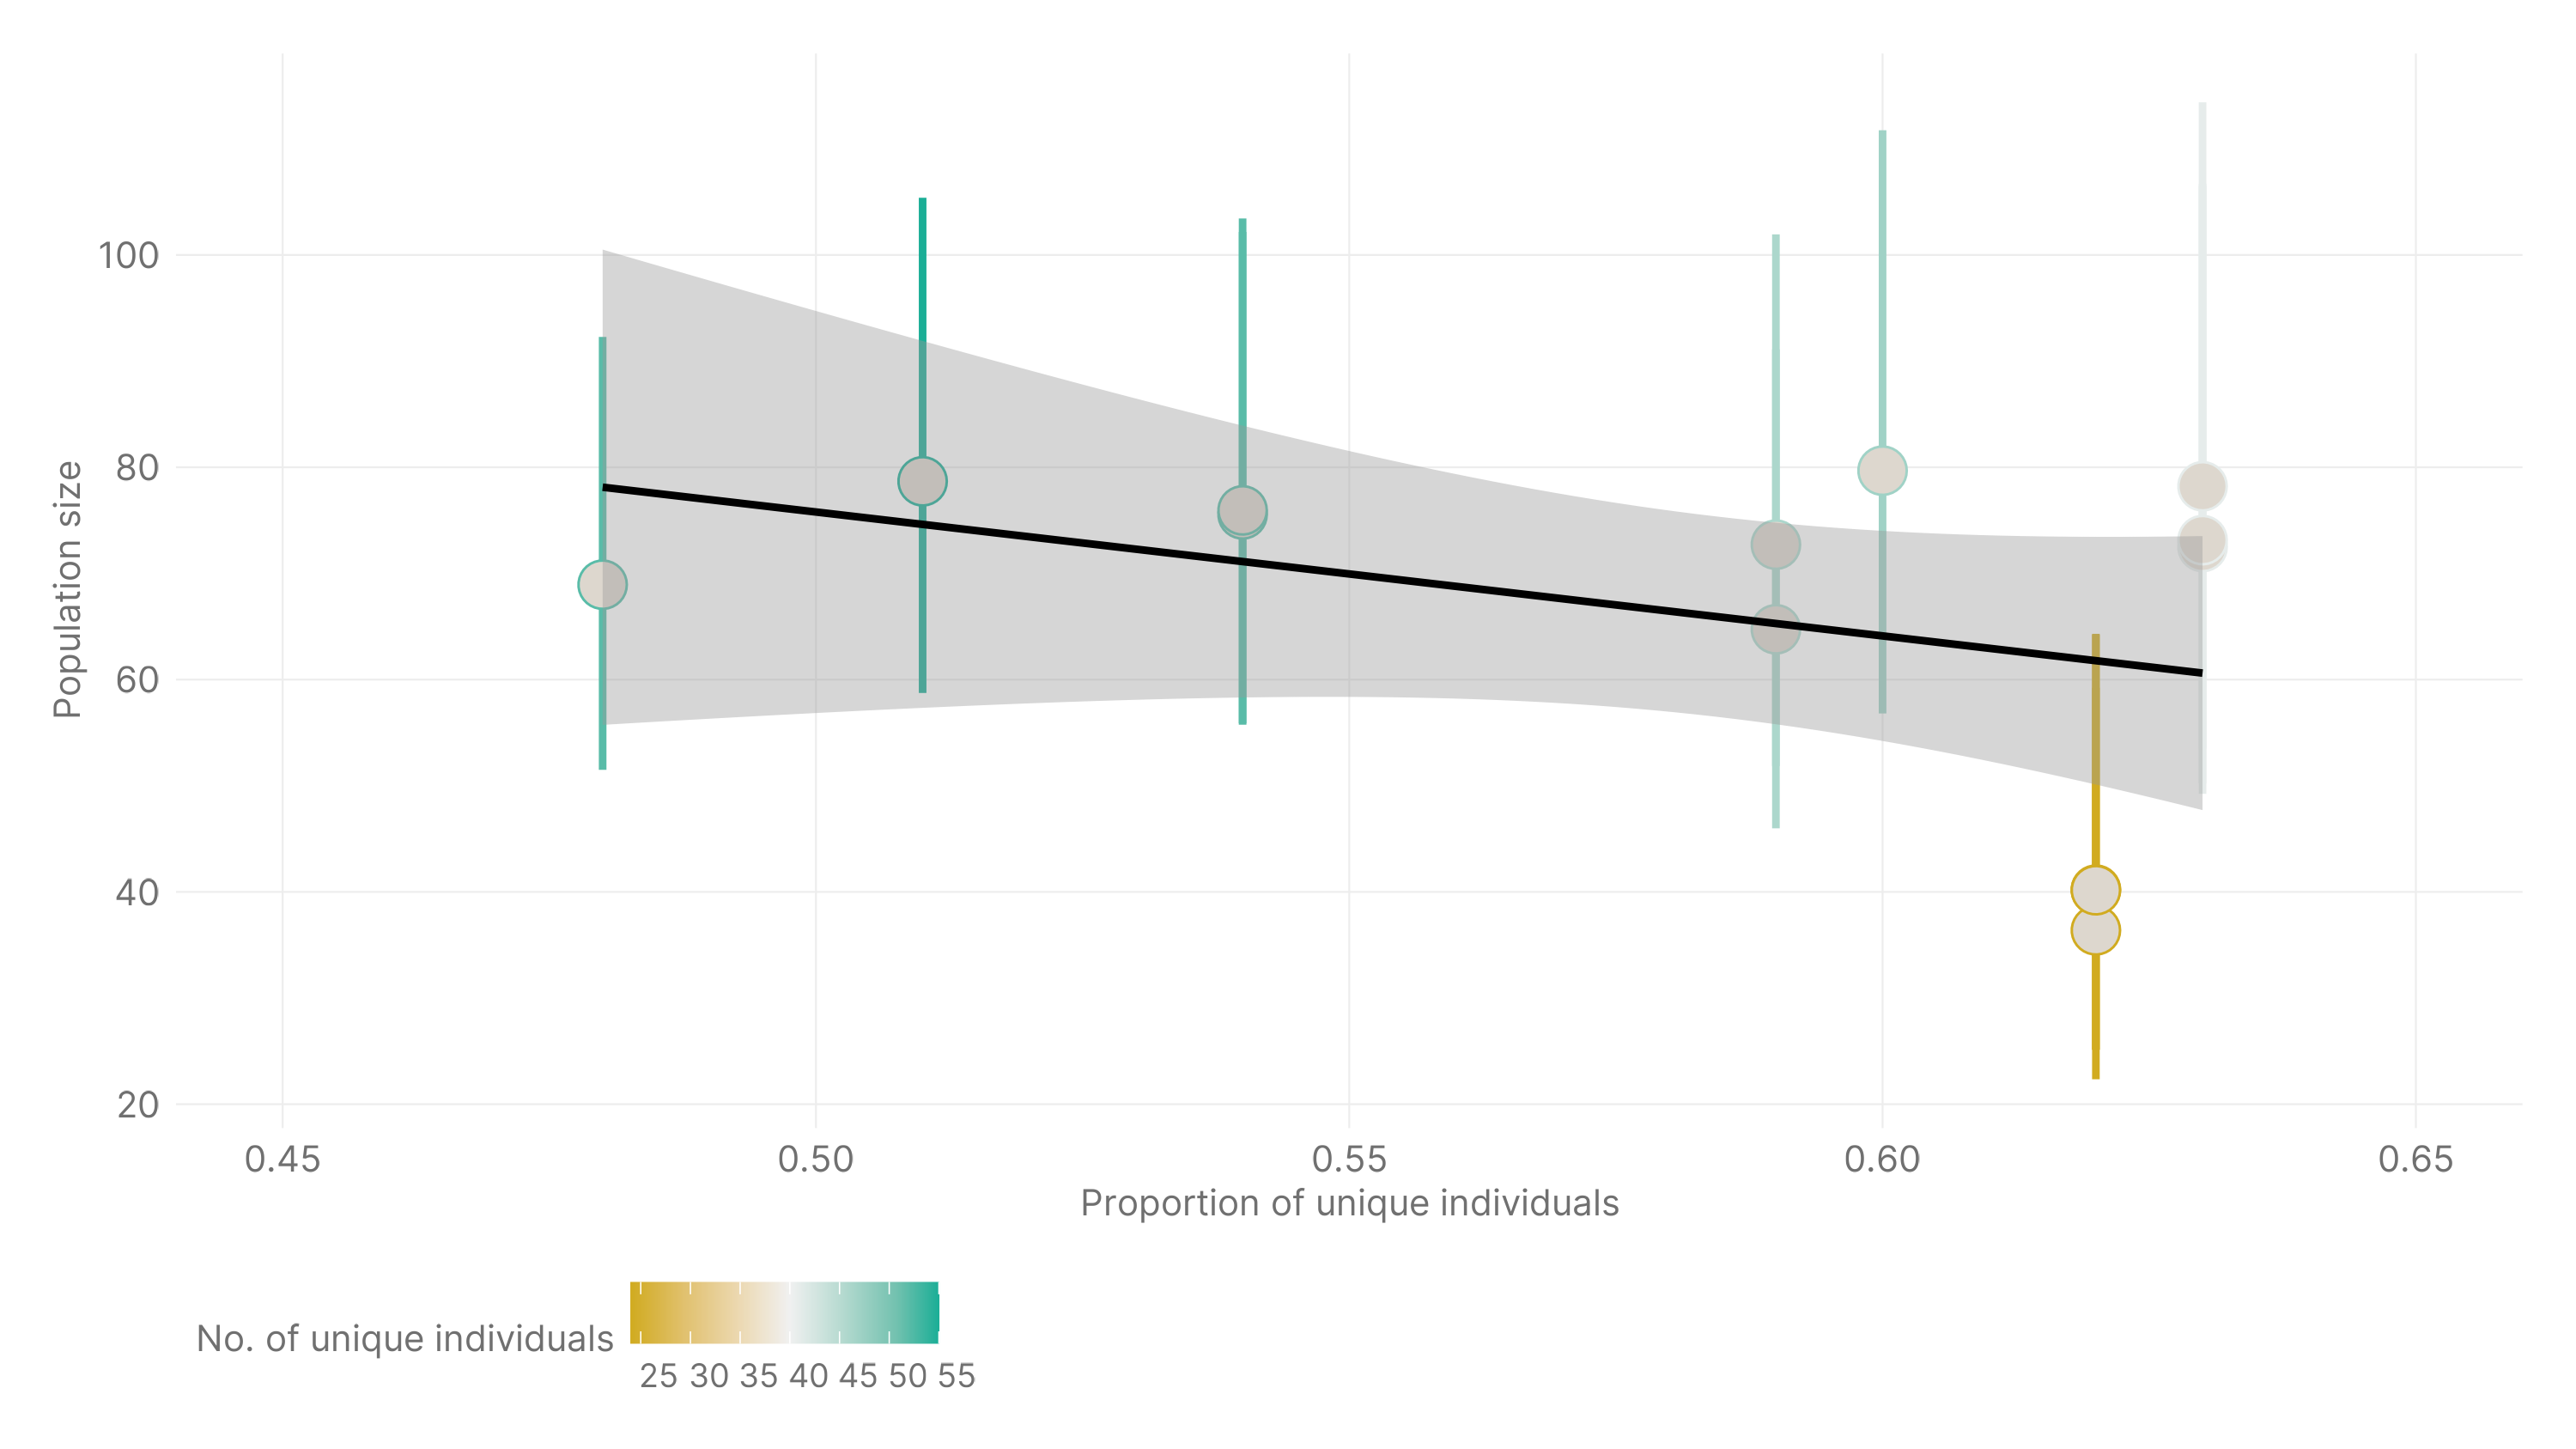 Population size
100
80
60
40
20
0.45 0.50 0.55 0.60 0.65
Proportion of unique individuals
No. of unique individuals
25 30 35 40 45 50 55